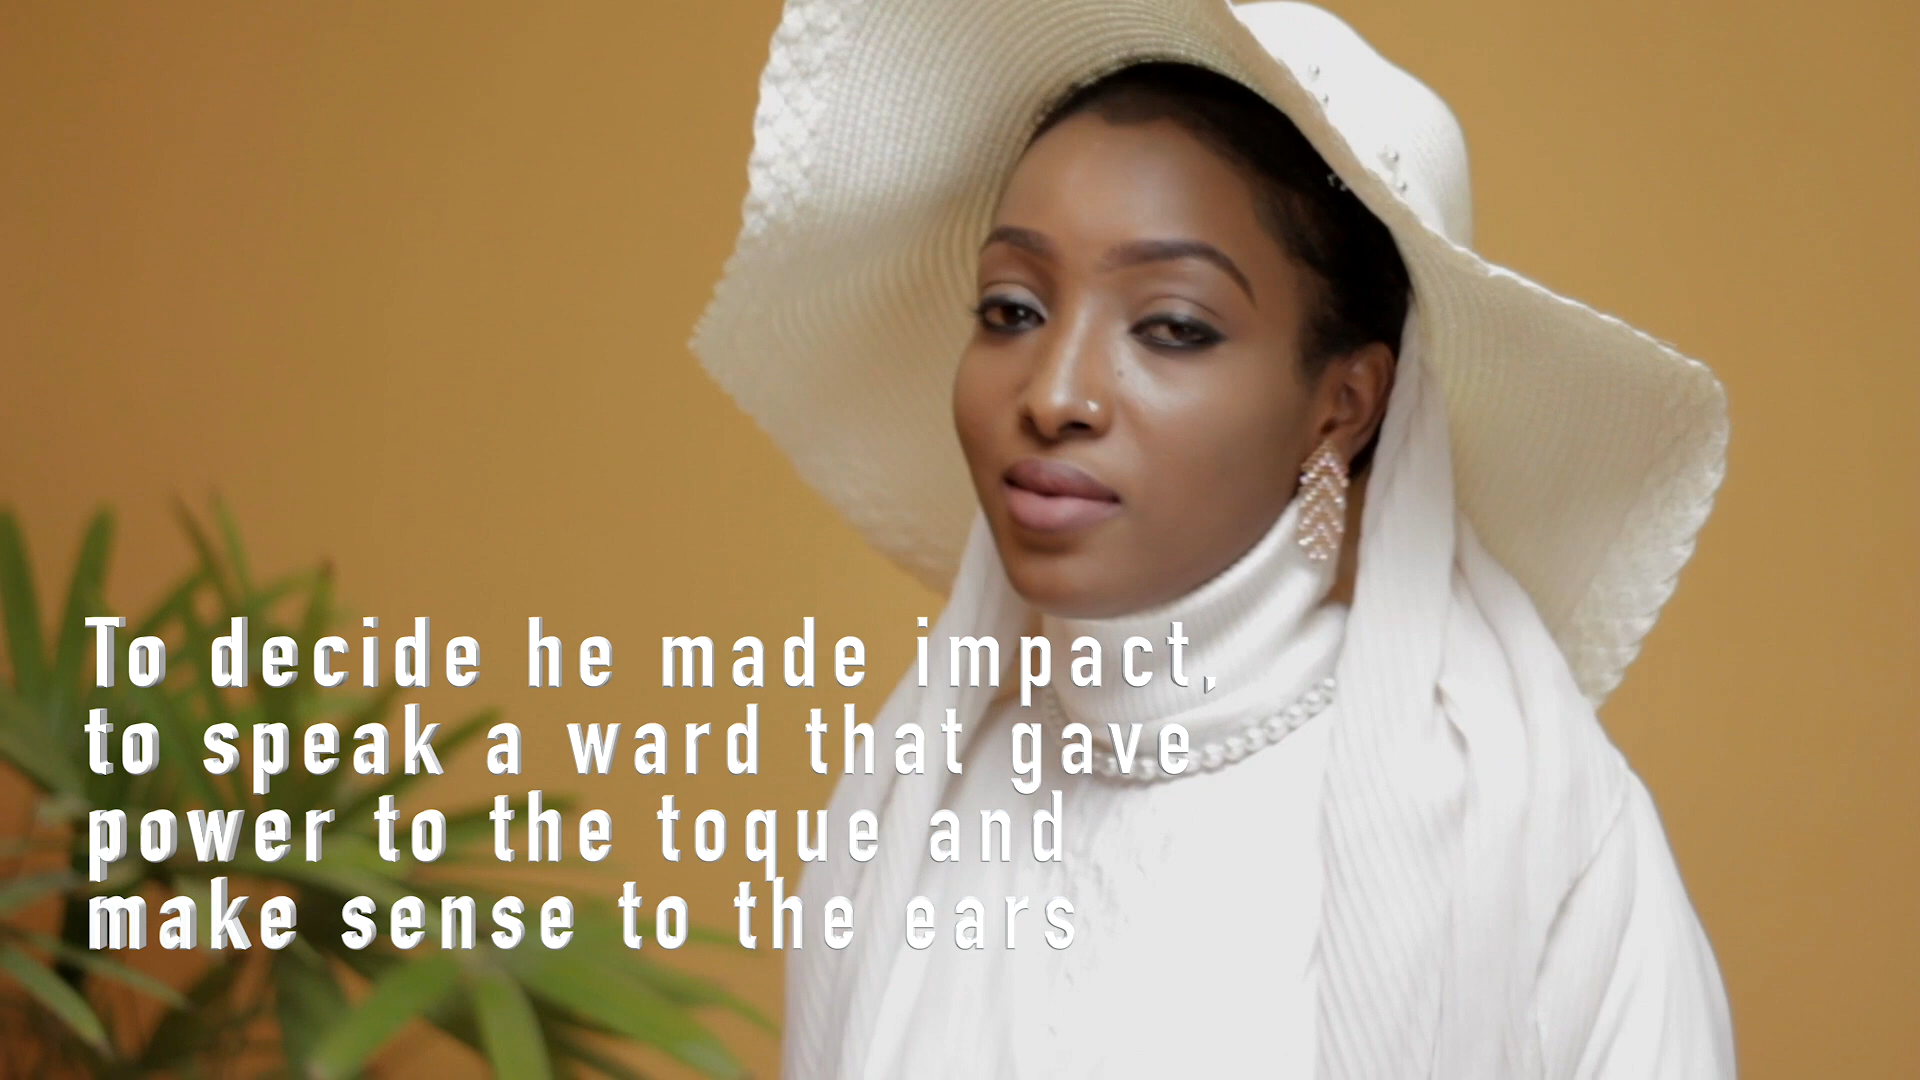 To decide he made impact,
to speak a ward that gave
power to the toque and
make sense to the ears